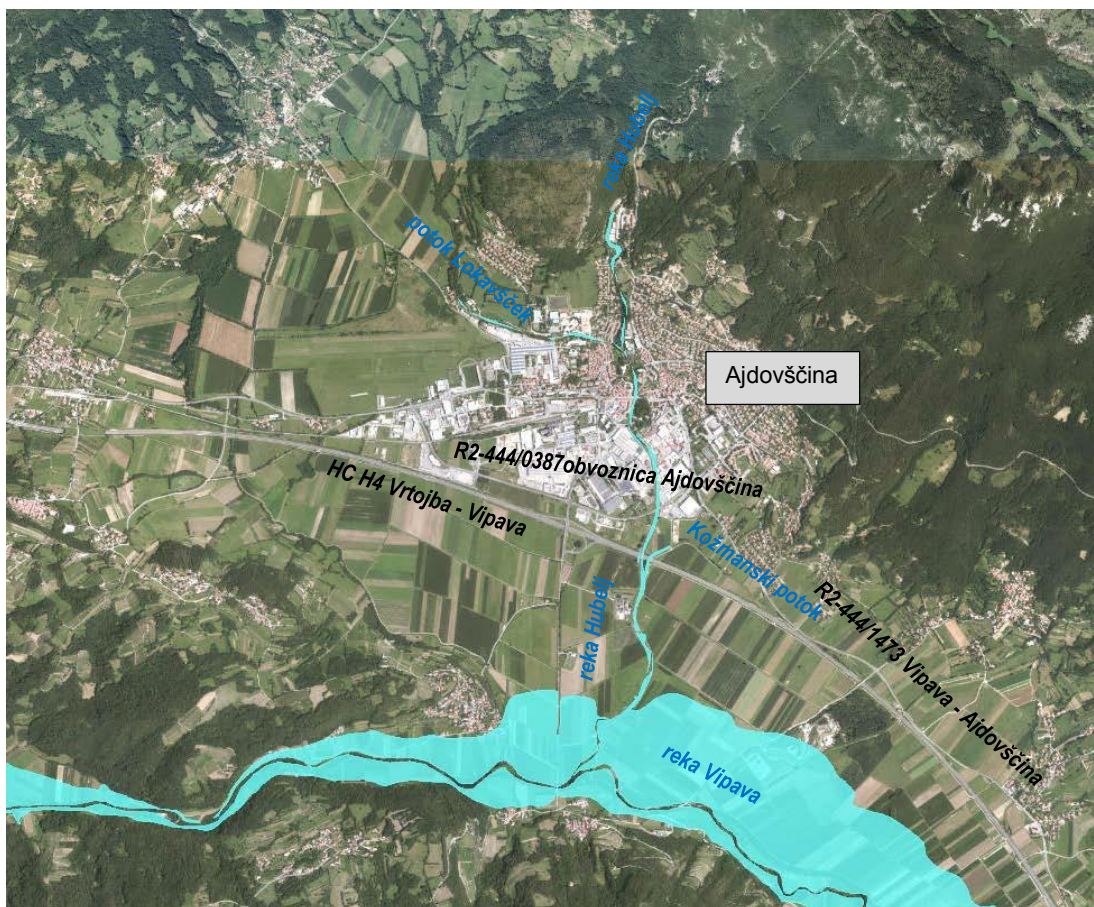 reka Hubelj
potok Lokavšček
Ajdovščina
R2-444/0387obvoznica Ajdovščina
HC H4 Vrtojba - Vipava
Kožmanski potok
R2-444/1473 Vipava - Ajdovščina
reka Hubelj
reka Vipava